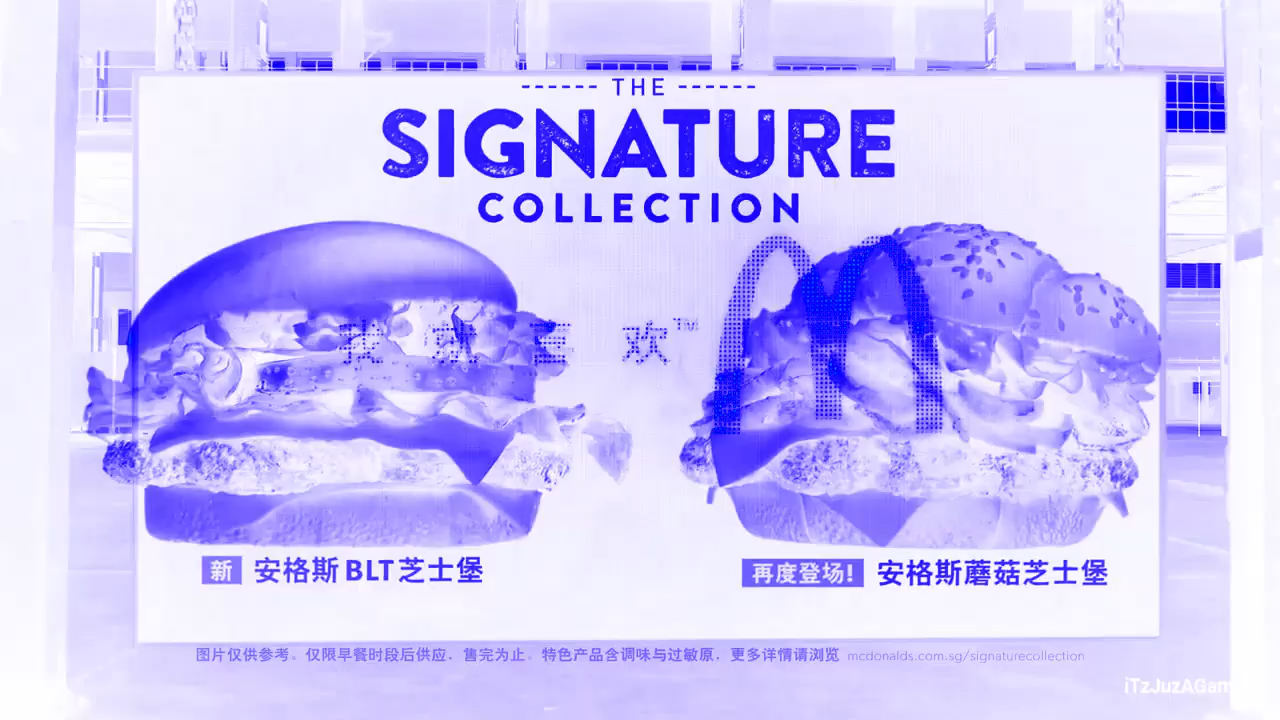 THE
SIGNATURE
COLLECTION
欢™
新 安格斯BLT芝士堡
再度登场! 安格斯蘑菇芝士堡
图片仅供参考。仅限早餐时段后供应。售完为止。特色产品含调味与过敏原。更多详情请浏览 mcdonalds.com.sg/signaturecollection
iTzJuzAGam